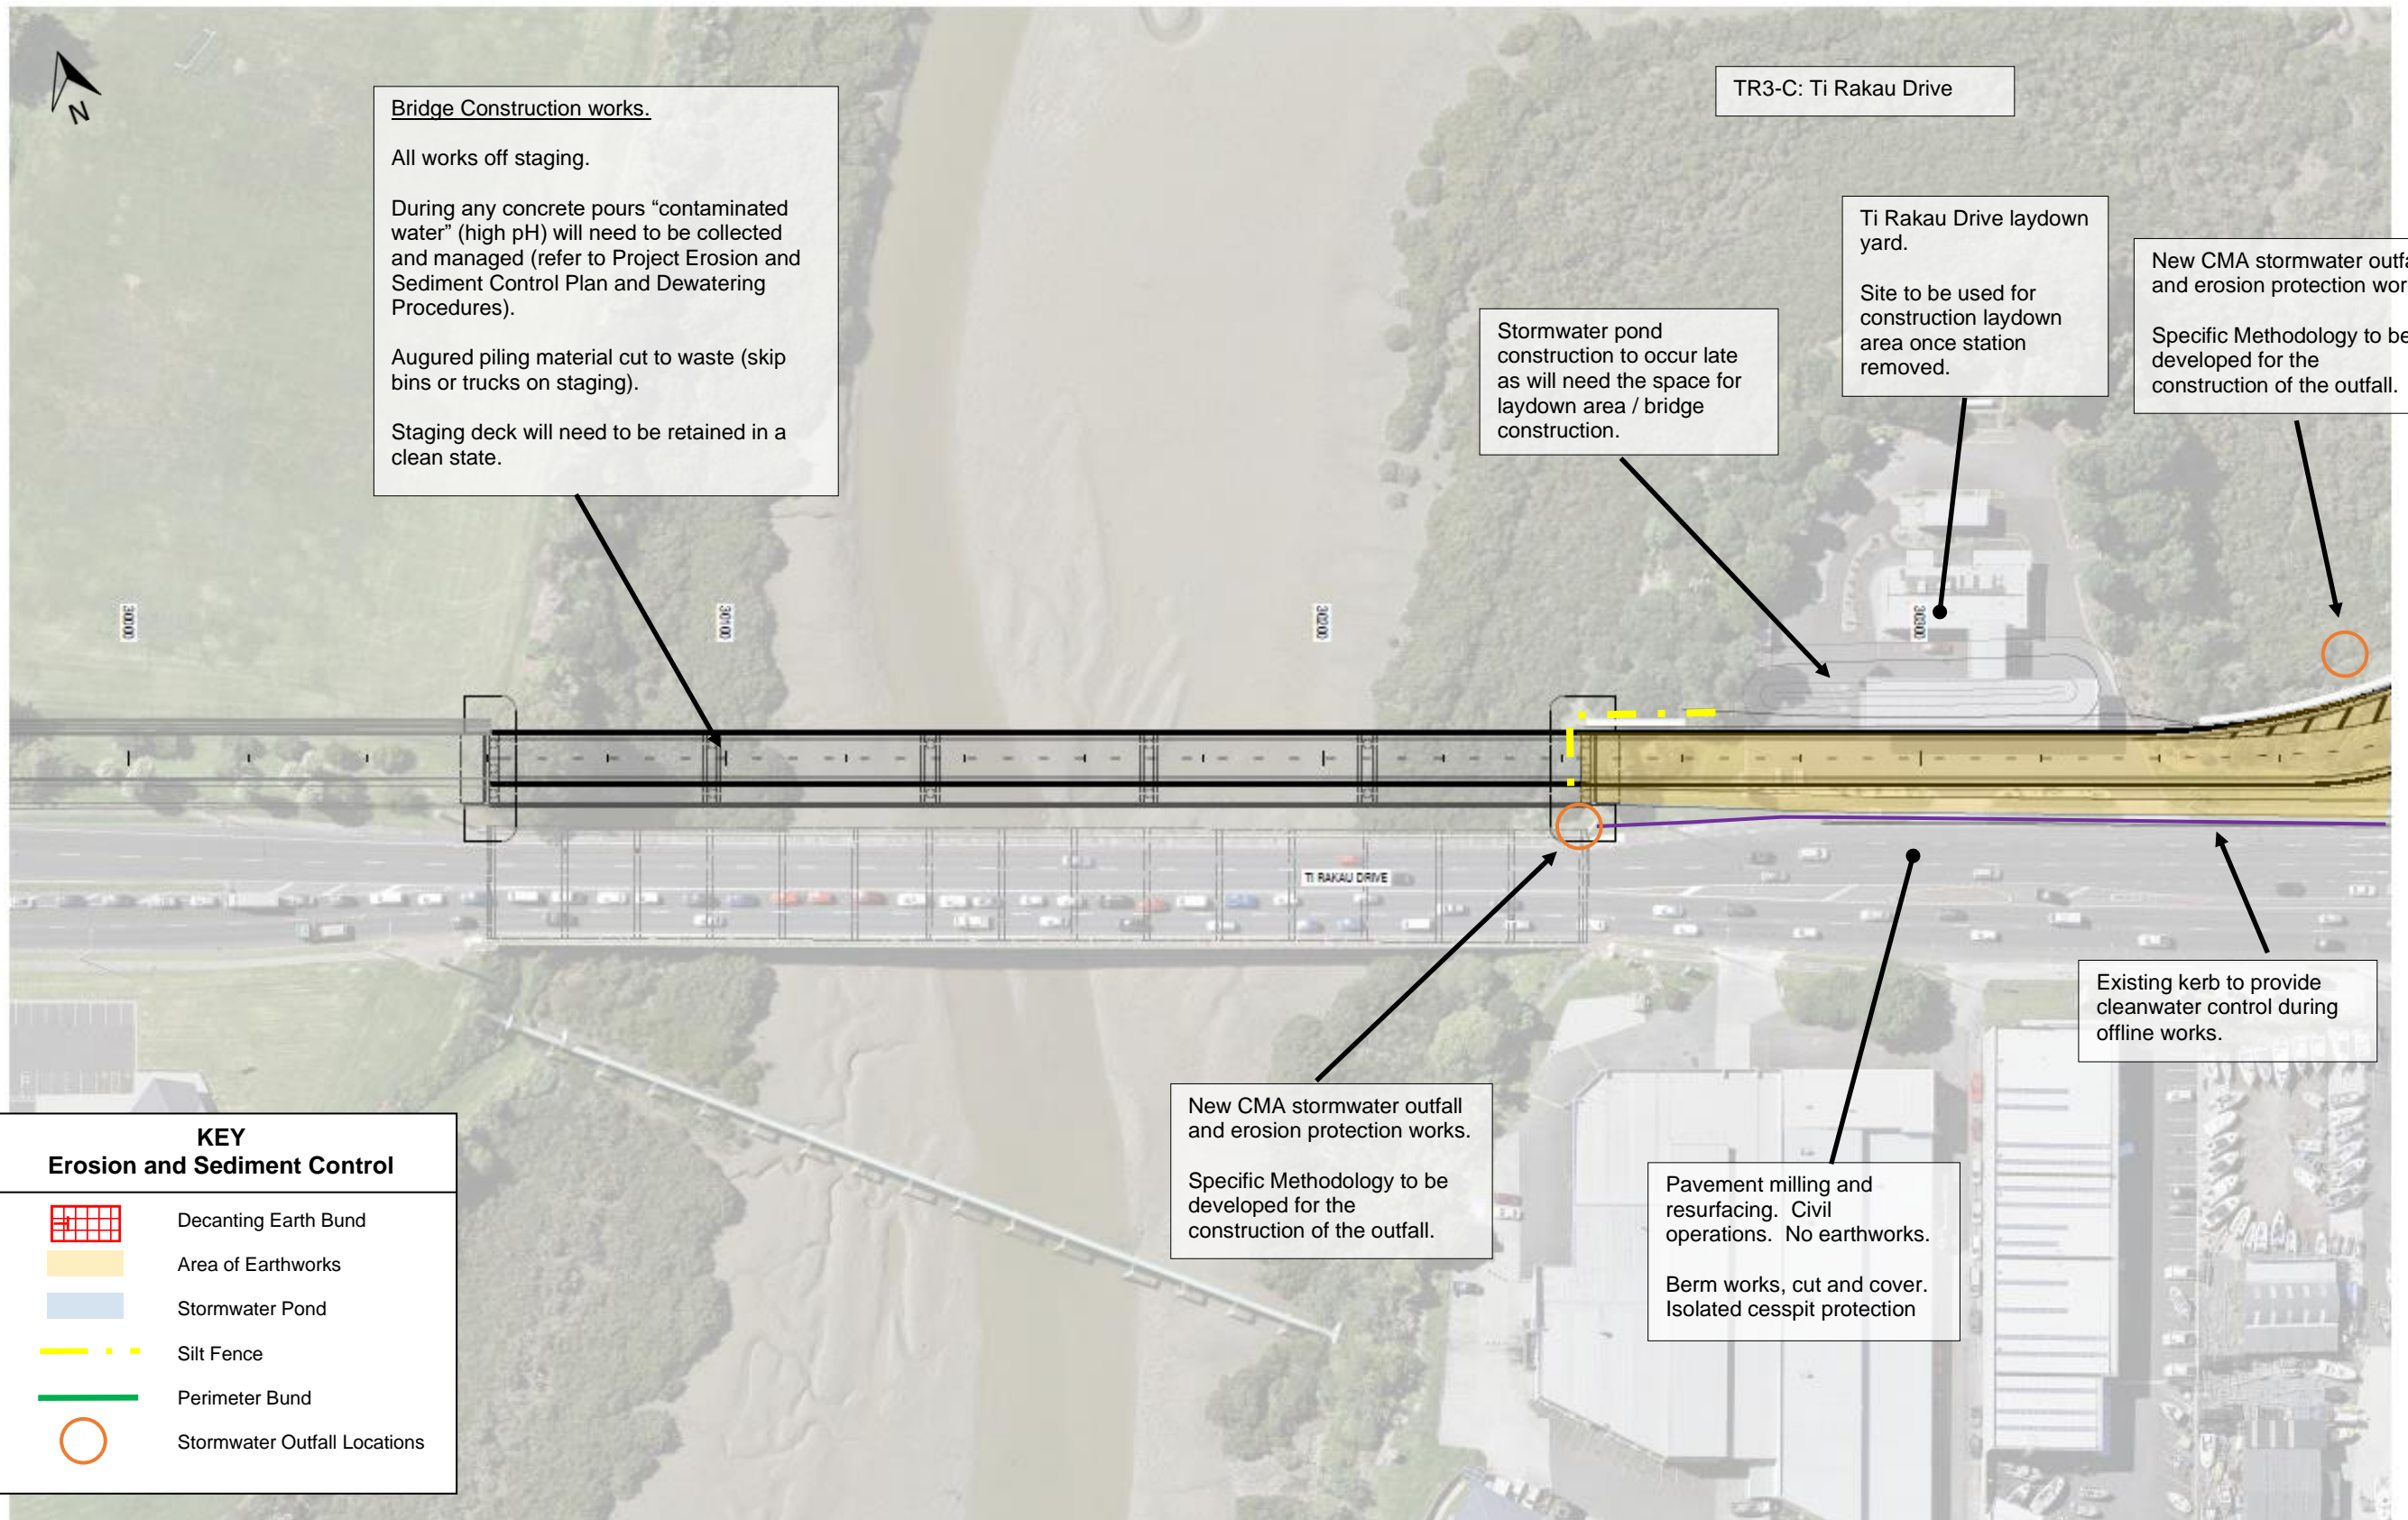 N
Bridge Construction works.
All works off staging.
During any concrete pours “contaminated
water” (high pH) will need to be collected
and managed (refer to Project Erosion and
Sediment Control Plan and Dewatering
Procedures).
Augured piling material cut to waste (skip
bins or trucks on staging).
Staging deck will need to be retained in a
clean state.
TR3-C: Ti Rakau Drive
Ti Rakau Drive laydown
yard.
Site to be used for
construction laydown
area once station
removed.
New CMA stormwater outfa
and erosion protection wor
Specific Methodology to be
developed for the
construction of the outfall.
Stormwater pond
construction to occur late
as will need the space for
laydown area / bridge
construction.
30000
30100
30200
30300
TI RAKAU DRIVE
Existing kerb to provide
cleanwater control during
offline works.
New CMA stormwater outfall
and erosion protection works.
Specific Methodology to be
developed for the
construction of the outfall.
Pavement milling and
resurfacing.  Civil
operations.  No earthworks.
Berm works, cut and cover.
Isolated cesspit protection
KEY
Erosion and Sediment Control
Decanting Earth Bund
Area of Earthworks
Stormwater Pond
Silt Fence
Perimeter Bund
Stormwater Outfall Locations